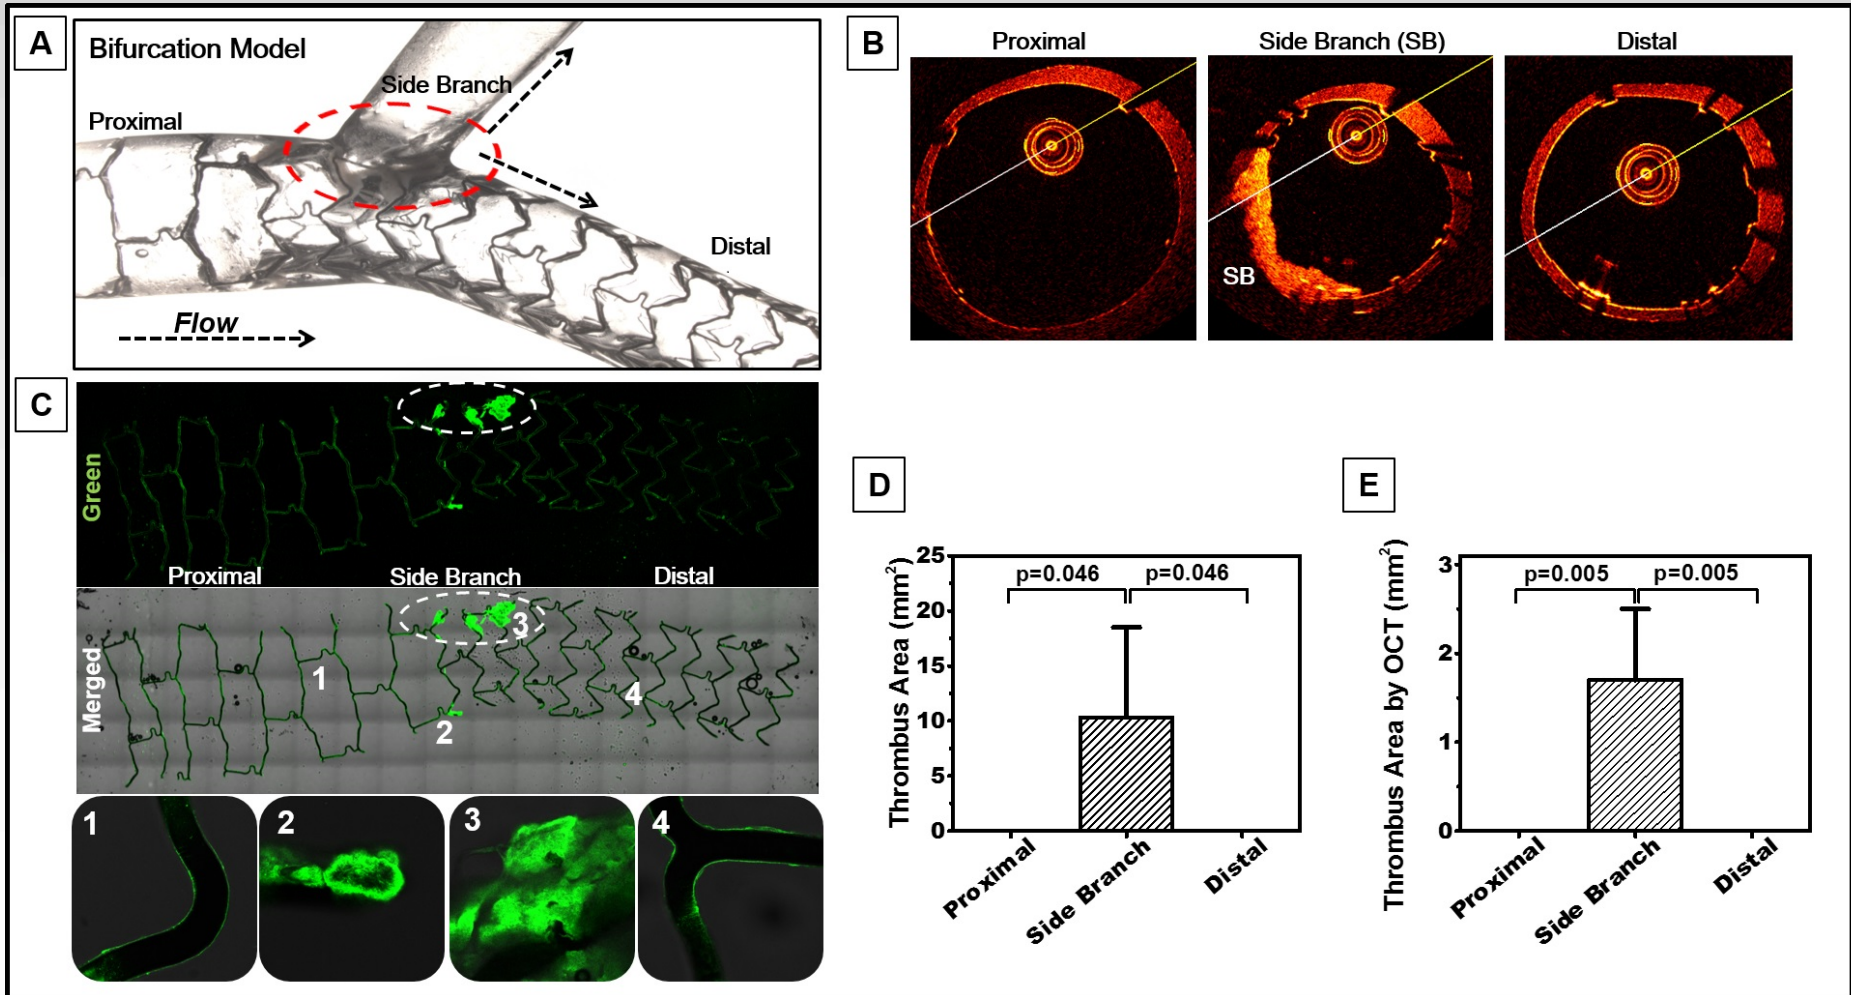 A
Bifurcation Model
Side Branch
Proximal
Distal
Flow
B
Proximal
Side Branch (SB)
Distal
SB
C
Green
Proximal
Side Branch
Distal
Merged
1
2
3
4
1
2
3
4
D
Thrombus Area (mm²)
25
20
15
10
5
0
p=0.046
p=0.046
Proximal
Side Branch
Distal
E
Thrombus Area by OCT (mm²)
3
2
1
0
p=0.005
p=0.005
Proximal
Side Branch
Distal